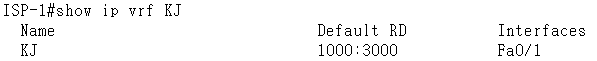 ISP-1#show ip vrf KJ
  Name                             Default RD            Interfaces
  KJ                               1000:3000             Fa0/1